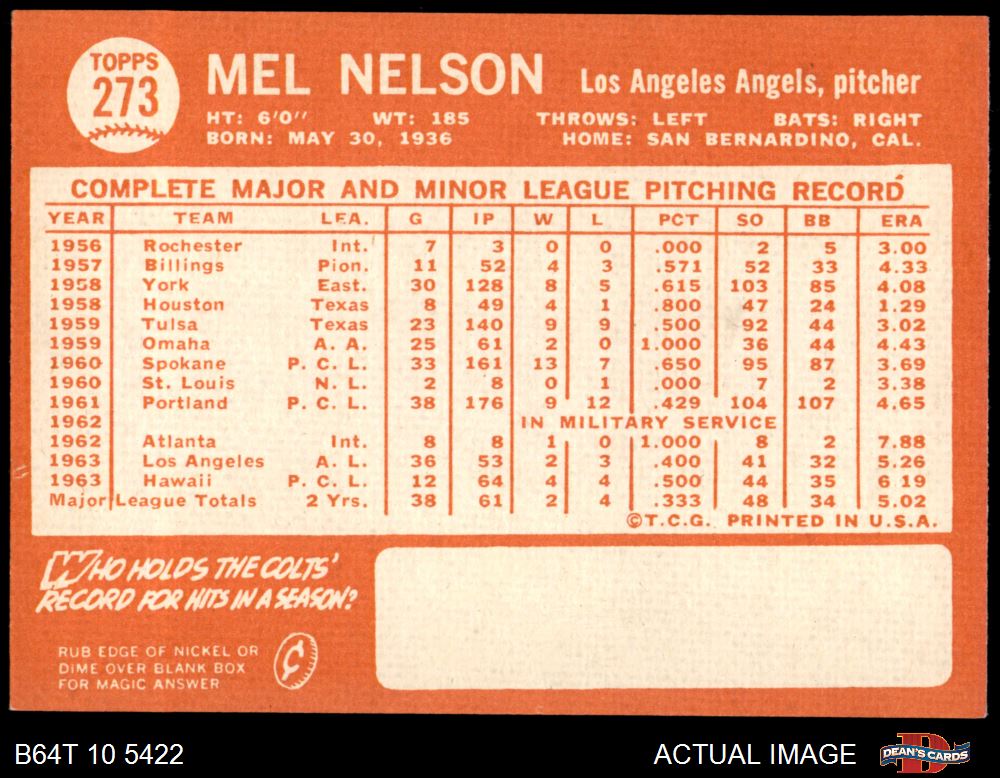 TOPPS
273
MEL NELSON Los Angeles Angels, pitcher
HT: 6'0" WT: 185 THROWS: LEFT BATS: RIGHT
BORN: MAY 30, 1936 HOME: SAN BERNARDINO, CAL.
COMPLETE MAJOR AND MINOR LEAGUE PITCHING RECORD
YEAR TEAM LEA. G IP W L PCT SO BB ERA
1956 Rochester Int. 7 3 0 0 .000 2 5 3.00
1957 Billings Pion. 11 52 4 3 .571 52 33 4.33
1958 York East. 30 128 8 5 .615 103 85 4.08
1958 Houston Texas 8 49 4 1 .800 47 24 1.29
1959 Tulsa Texas 23 140 9 9 .500 92 44 3.02
1959 Omaha A. A. 25 61 2 0 1.000 36 44 4.43
1960 Spokane P. C. L. 33 161 13 7 .650 95 87 3.69
1960 St. Louis N. L. 2 8 0 1 .000 7 2 3.38
1961 Portland P. C. L. 38 176 9 12 .429 104 107 4.65
1962 IN MILITARY SERVICE
1962 Atlanta Int. 8 8 1 0 1.000 8 2 7.88
1963 Los Angeles A. L. 36 53 2 3 .400 41 32 5.26
1963 Hawaii P. C. L. 12 64 4 4 .500 44 35 6.19
Major League Totals 2 Yrs. 38 61 2 4 .333 48 34 5.02
©T.C.G. PRINTED IN U.S.A.
WHO HOLDS THE COLTS'
RECORD FOR HITS IN A SEASON?
RUB EDGE OF NICKEL OR
DIME OVER BLANK BOX
FOR MAGIC ANSWER
¢
B64T 10 5422 ACTUAL IMAGE DEAN'S CARDS